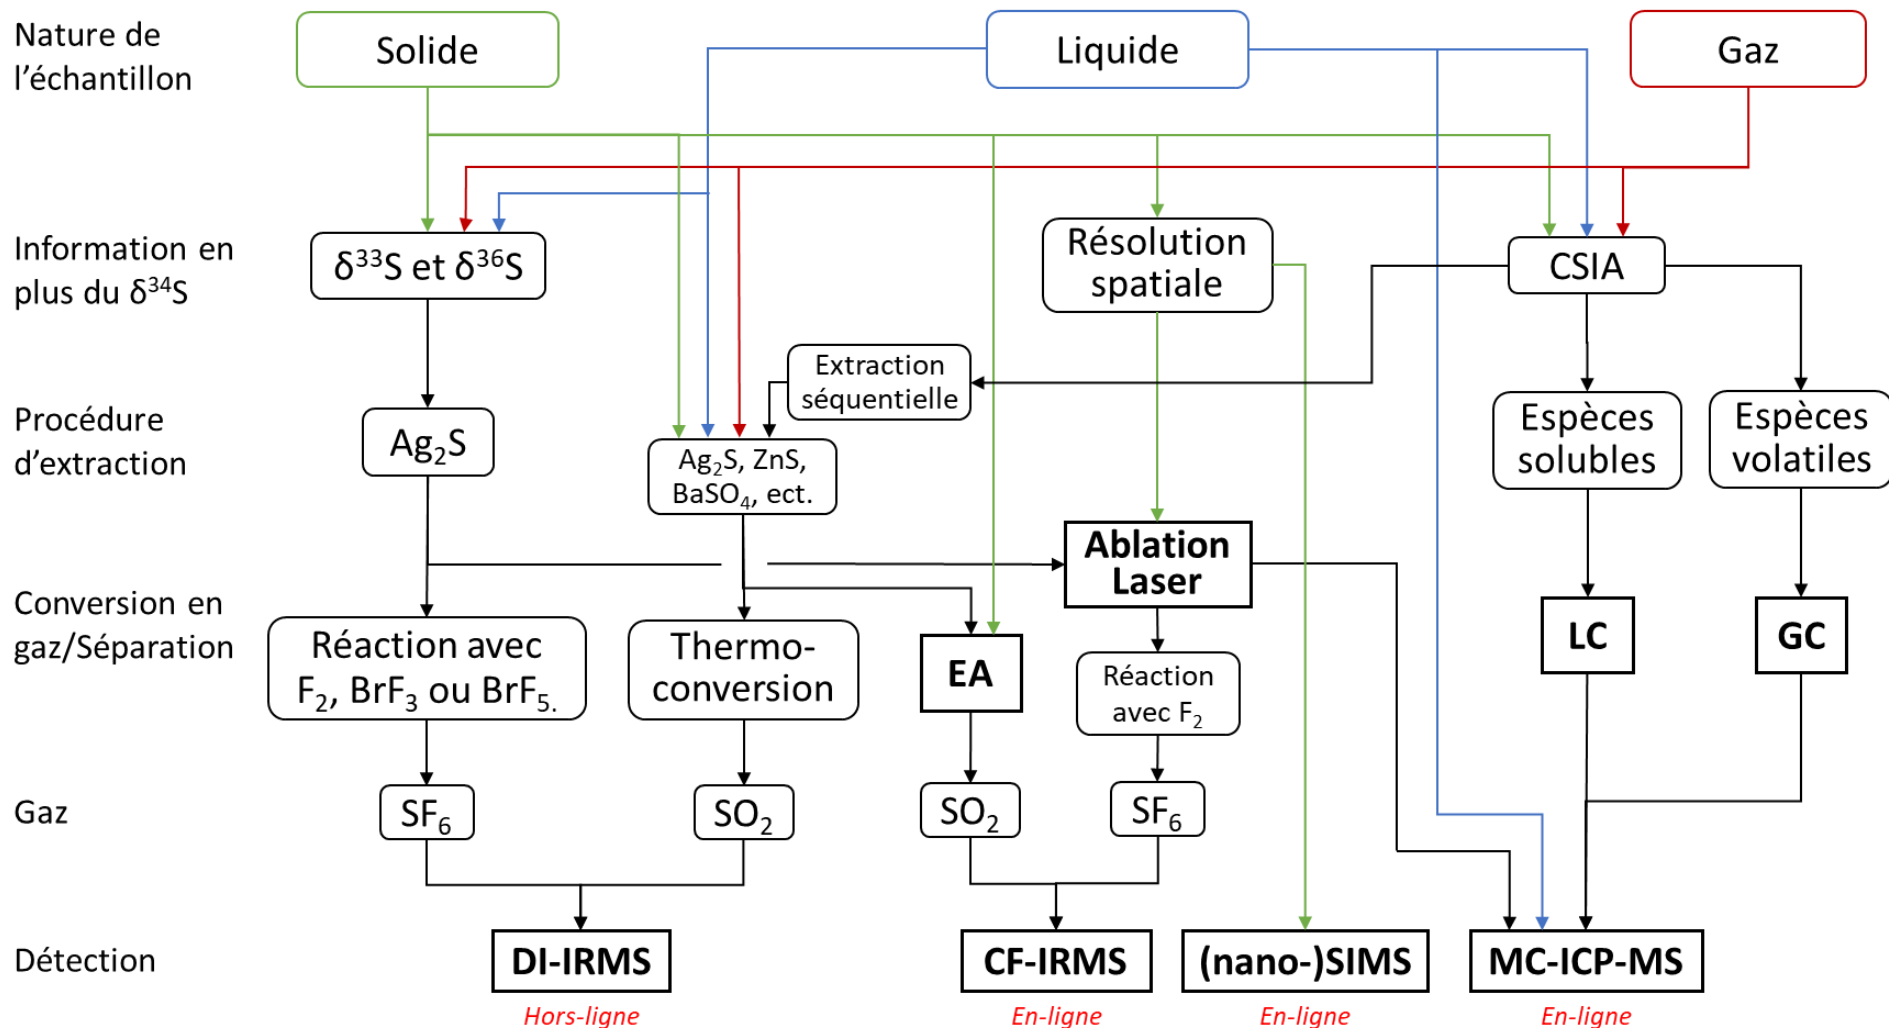 Nature de
l’échantillon
Solide
Liquide
Gaz
Information en
plus du δ³⁴S
δ³³S et δ³⁶S
Résolution
spatiale
CSIA
Procédure
d’extraction
Extraction
séquentielle
Ag₂S
Ag₂S, ZnS,
BaSO₄, ect.
Espèces
solubles
Espèces
volatiles
Conversion en
gaz/Séparation
Ablation
Laser
Réaction avec
F₂, BrF₃ ou BrF₅.
Thermo-
conversion
EA
Réaction
avec F₂
LC
GC
Gaz
SF₆
SO₂
SO₂
SF₆
Détection
DI-IRMS
CF-IRMS
(nano-)SIMS
MC-ICP-MS
Hors-ligne
En-ligne
En-ligne
En-ligne